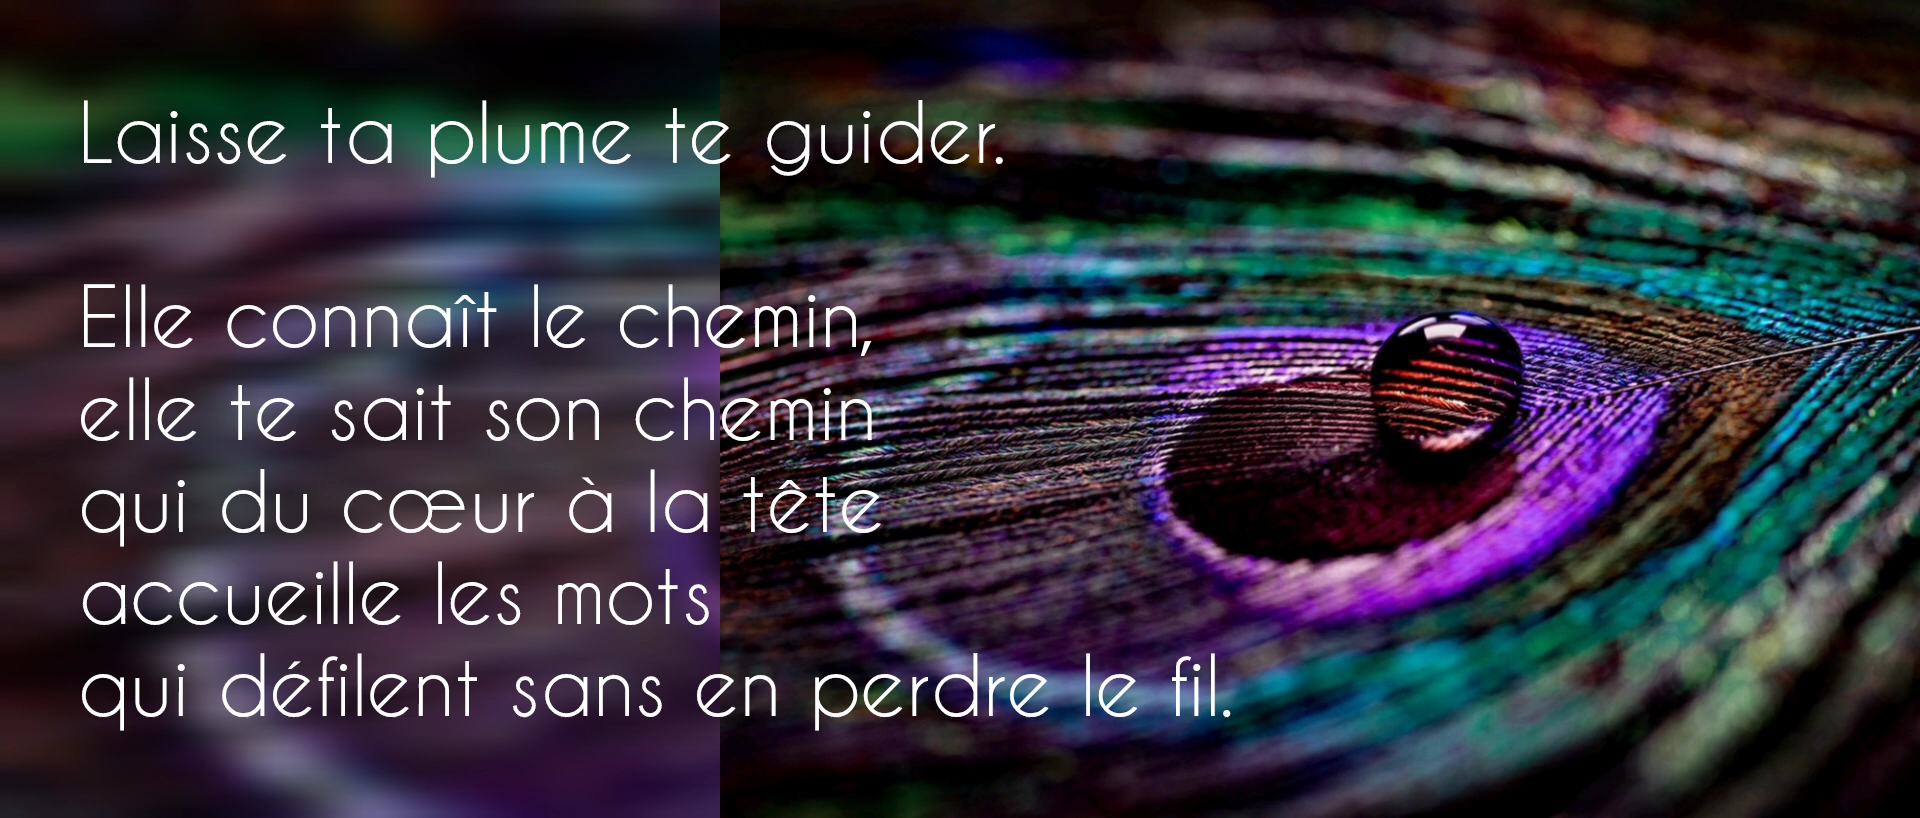 Laisse ta plume te guider.
Elle connaît le chemin,
elle te sait son chemin
qui du cœur à la tête
accueille les mots
qui défilent sans en perdre le fil.